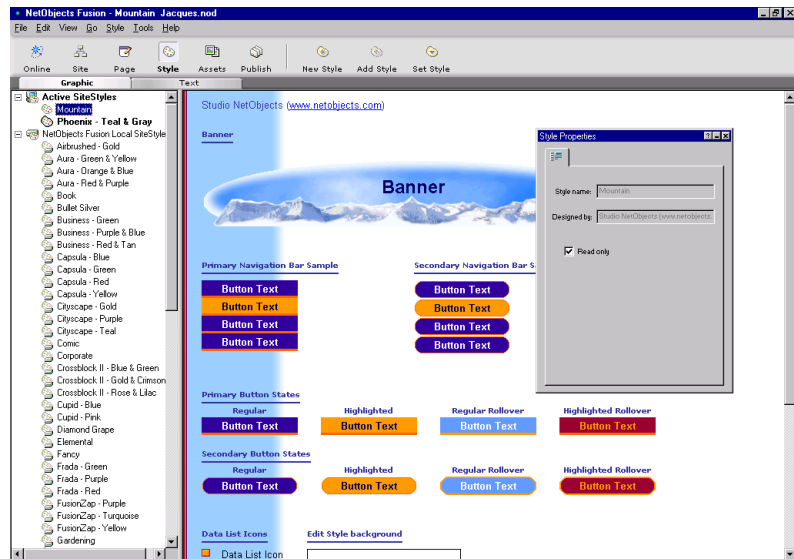 NetObjects Fusion - Mountain Jacques.nod
File Edit View Go Style Tools Help
Online Site Page Style Assets Publish New Style Add Style Set Style
Graphic Text
Active SiteStyles
Mountain
Phoenix - Teal & Gray
NetObjects Fusion Local SiteStyle
Airbrushed - Gold
Aura - Green & Yellow
Aura - Orange & Blue
Aura - Red & Purple
Book
Bullet Silver
Business - Green
Business - Purple & Blue
Business - Red & Tan
Capsula - Blue
Capsula - Green
Capsula - Red
Capsula - Yellow
Cityscape - Gold
Cityscape - Purple
Cityscape - Teal
Comic
Corporate
Crossblock II - Blue & Green
Crossblock II - Gold & Crimson
Crossblock II - Rose & Lilac
Cupid - Blue
Cupid - Pink
Diamond Grape
Elemental
Fancy
Frada - Green
Frada - Purple
Frada - Red
FusionZap - Purple
FusionZap - Turquoise
FusionZap - Yellow
Gardening
Studio NetObjects (www.netobjects.com)
Banner
Banner
Primary Navigation Bar Sample
Button Text
Button Text
Button Text
Button Text
Secondary Navigation Bar S
Button Text
Button Text
Button Text
Button Text
Primary Button States
Regular Highlighted Regular Rollover Highlighted Rollover
Button Text Button Text Button Text Button Text
Secondary Button States
Regular Highlighted Regular Rollover Highlighted Rollover
Button Text Button Text Button Text Button Text
Data List Icons Edit Style background
Data List Icon
Style Properties
Style name: Mountain
Designed by: Studio NetObjects (www.netobjects.
Read only